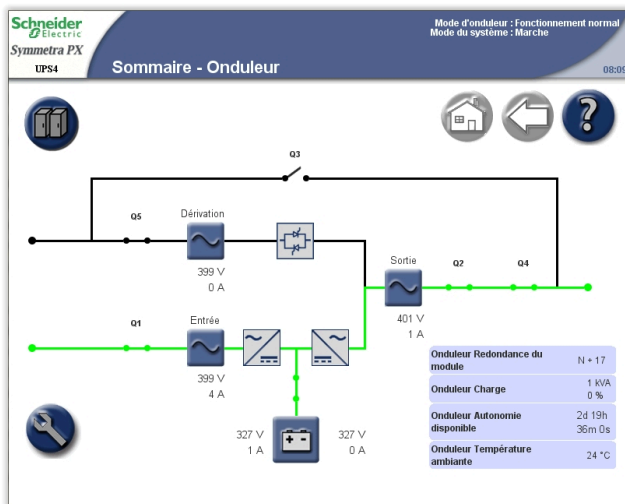 Schneider
Electric
Symmetra PX
UPS4
Sommaire - Onduleur
Mode d'onduleur : Fonctionnement normal
Mode du système : Marche
08:09
Q3
Q5
Dérivation
399 V
0 A
Sortie
Q2
Q4
401 V
1 A
Q1
Entrée
399 V
4 A
327 V
1 A
327 V
0 A
Onduleur Redondance du module
N + 17
Onduleur Charge
1 kVA
0 %
Onduleur Autonomie disponible
2d 19h
36m 0s
Onduleur Température ambiante
24 °C